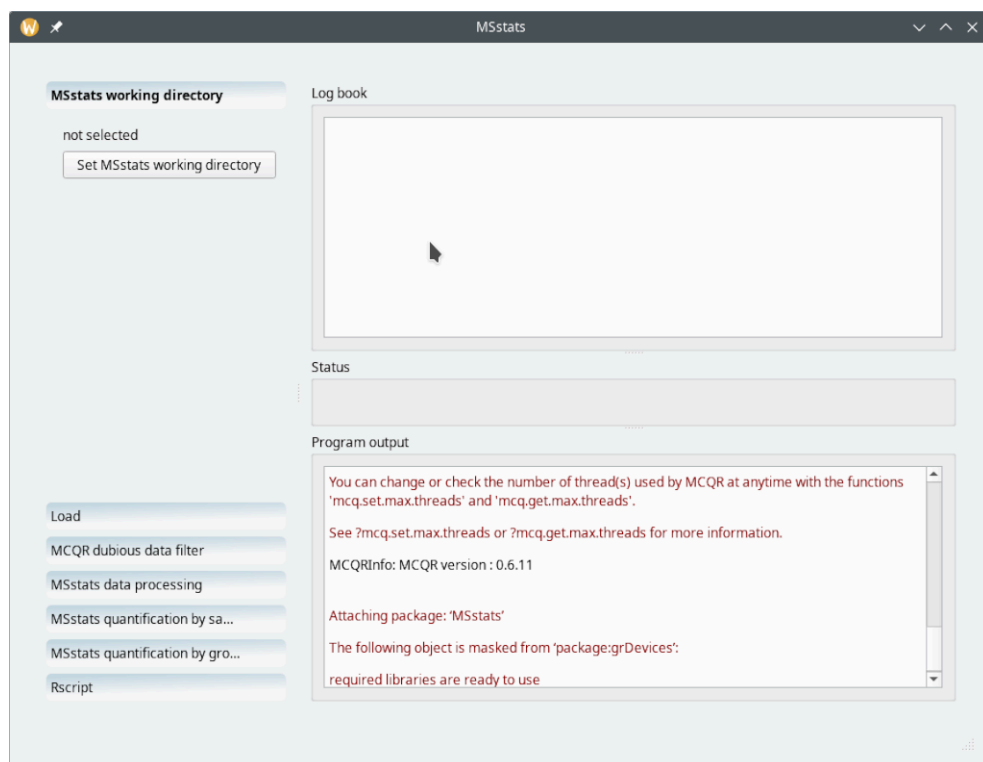 MSstats
MSstats working directory
not selected
Set MSstats working directory
Load
MCQR dubious data filter
MSstats data processing
MSstats quantification by sa...
MSstats quantification by gro...
Rscript
Log book
Status
Program output
You can change or check the number of thread(s) used by MCQR at anytime with the functions
'mcq.set.max.threads' and 'mcq.get.max.threads'.
See ?mcq.set.max.threads or ?mcq.get.max.threads for more information.
MCQRInfo: MCQR version : 0.6.11
Attaching package: ‘MSstats’
The following object is masked from ‘package:grDevices’:
required libraries are ready to use